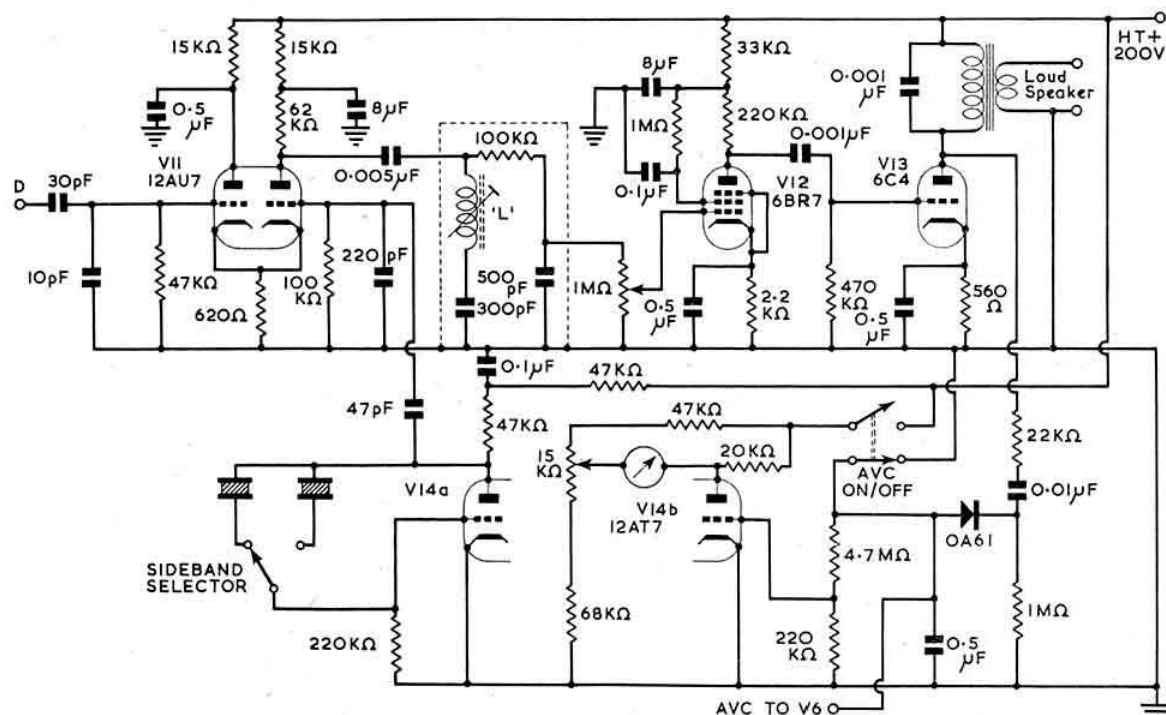 15KΩ
15KΩ
33KΩ
HT+
200V
8µF
0·001
µF
Loud
Speaker
0·5
µF
62
KΩ
8µF
1MΩ
220KΩ
0·001µF
100KΩ
V11
12AU7
0·005µF
0·1µF
V12
6BR7
V13
6C4
D
30pF
'L'
10pF
47KΩ
100
KΩ
220pF
500
pF
1MΩ
620Ω
300pF
0·5
µF
2·2
KΩ
470
KΩ
0·5
µF
560
Ω
0·1µF
47KΩ
47pF
47KΩ
47KΩ
15
KΩ
20KΩ
22KΩ
AVC
ON/OFF
V14a
V14b
12AT7
0·01µF
OA61
4·7MΩ
SIDEBAND
SELECTOR
68KΩ
1MΩ
220KΩ
220
KΩ
0·5
µF
AVC TO V6